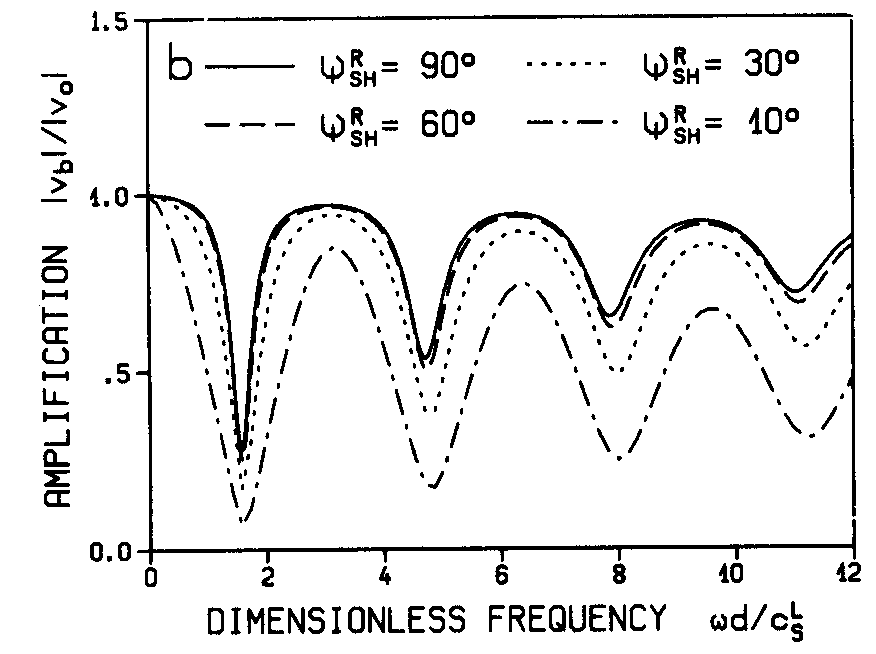 1.5
b ψ^R_SH = 90° ψ^R_SH = 30°
ψ^R_SH = 60° ψ^R_SH = 10°
1.0
.5
0.0
AMPLIFICATION |v_b|/|v_o|
0 2 4 6 8 10 12
DIMENSIONLESS FREQUENCY ωd/c^L_S